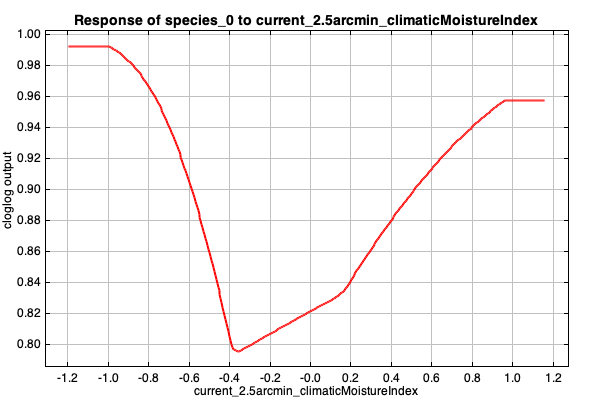 Response of species_0 to current_2.5arcmin_climaticMoistureIndex
1.00
0.98
0.96
0.94
0.92
0.90
0.88
0.86
0.84
0.82
0.80
cloglog output
-1.2 -1.0 -0.8 -0.6 -0.4 -0.2 -0.0 0.2 0.4 0.6 0.8 1.0 1.2
current_2.5arcmin_climaticMoistureIndex